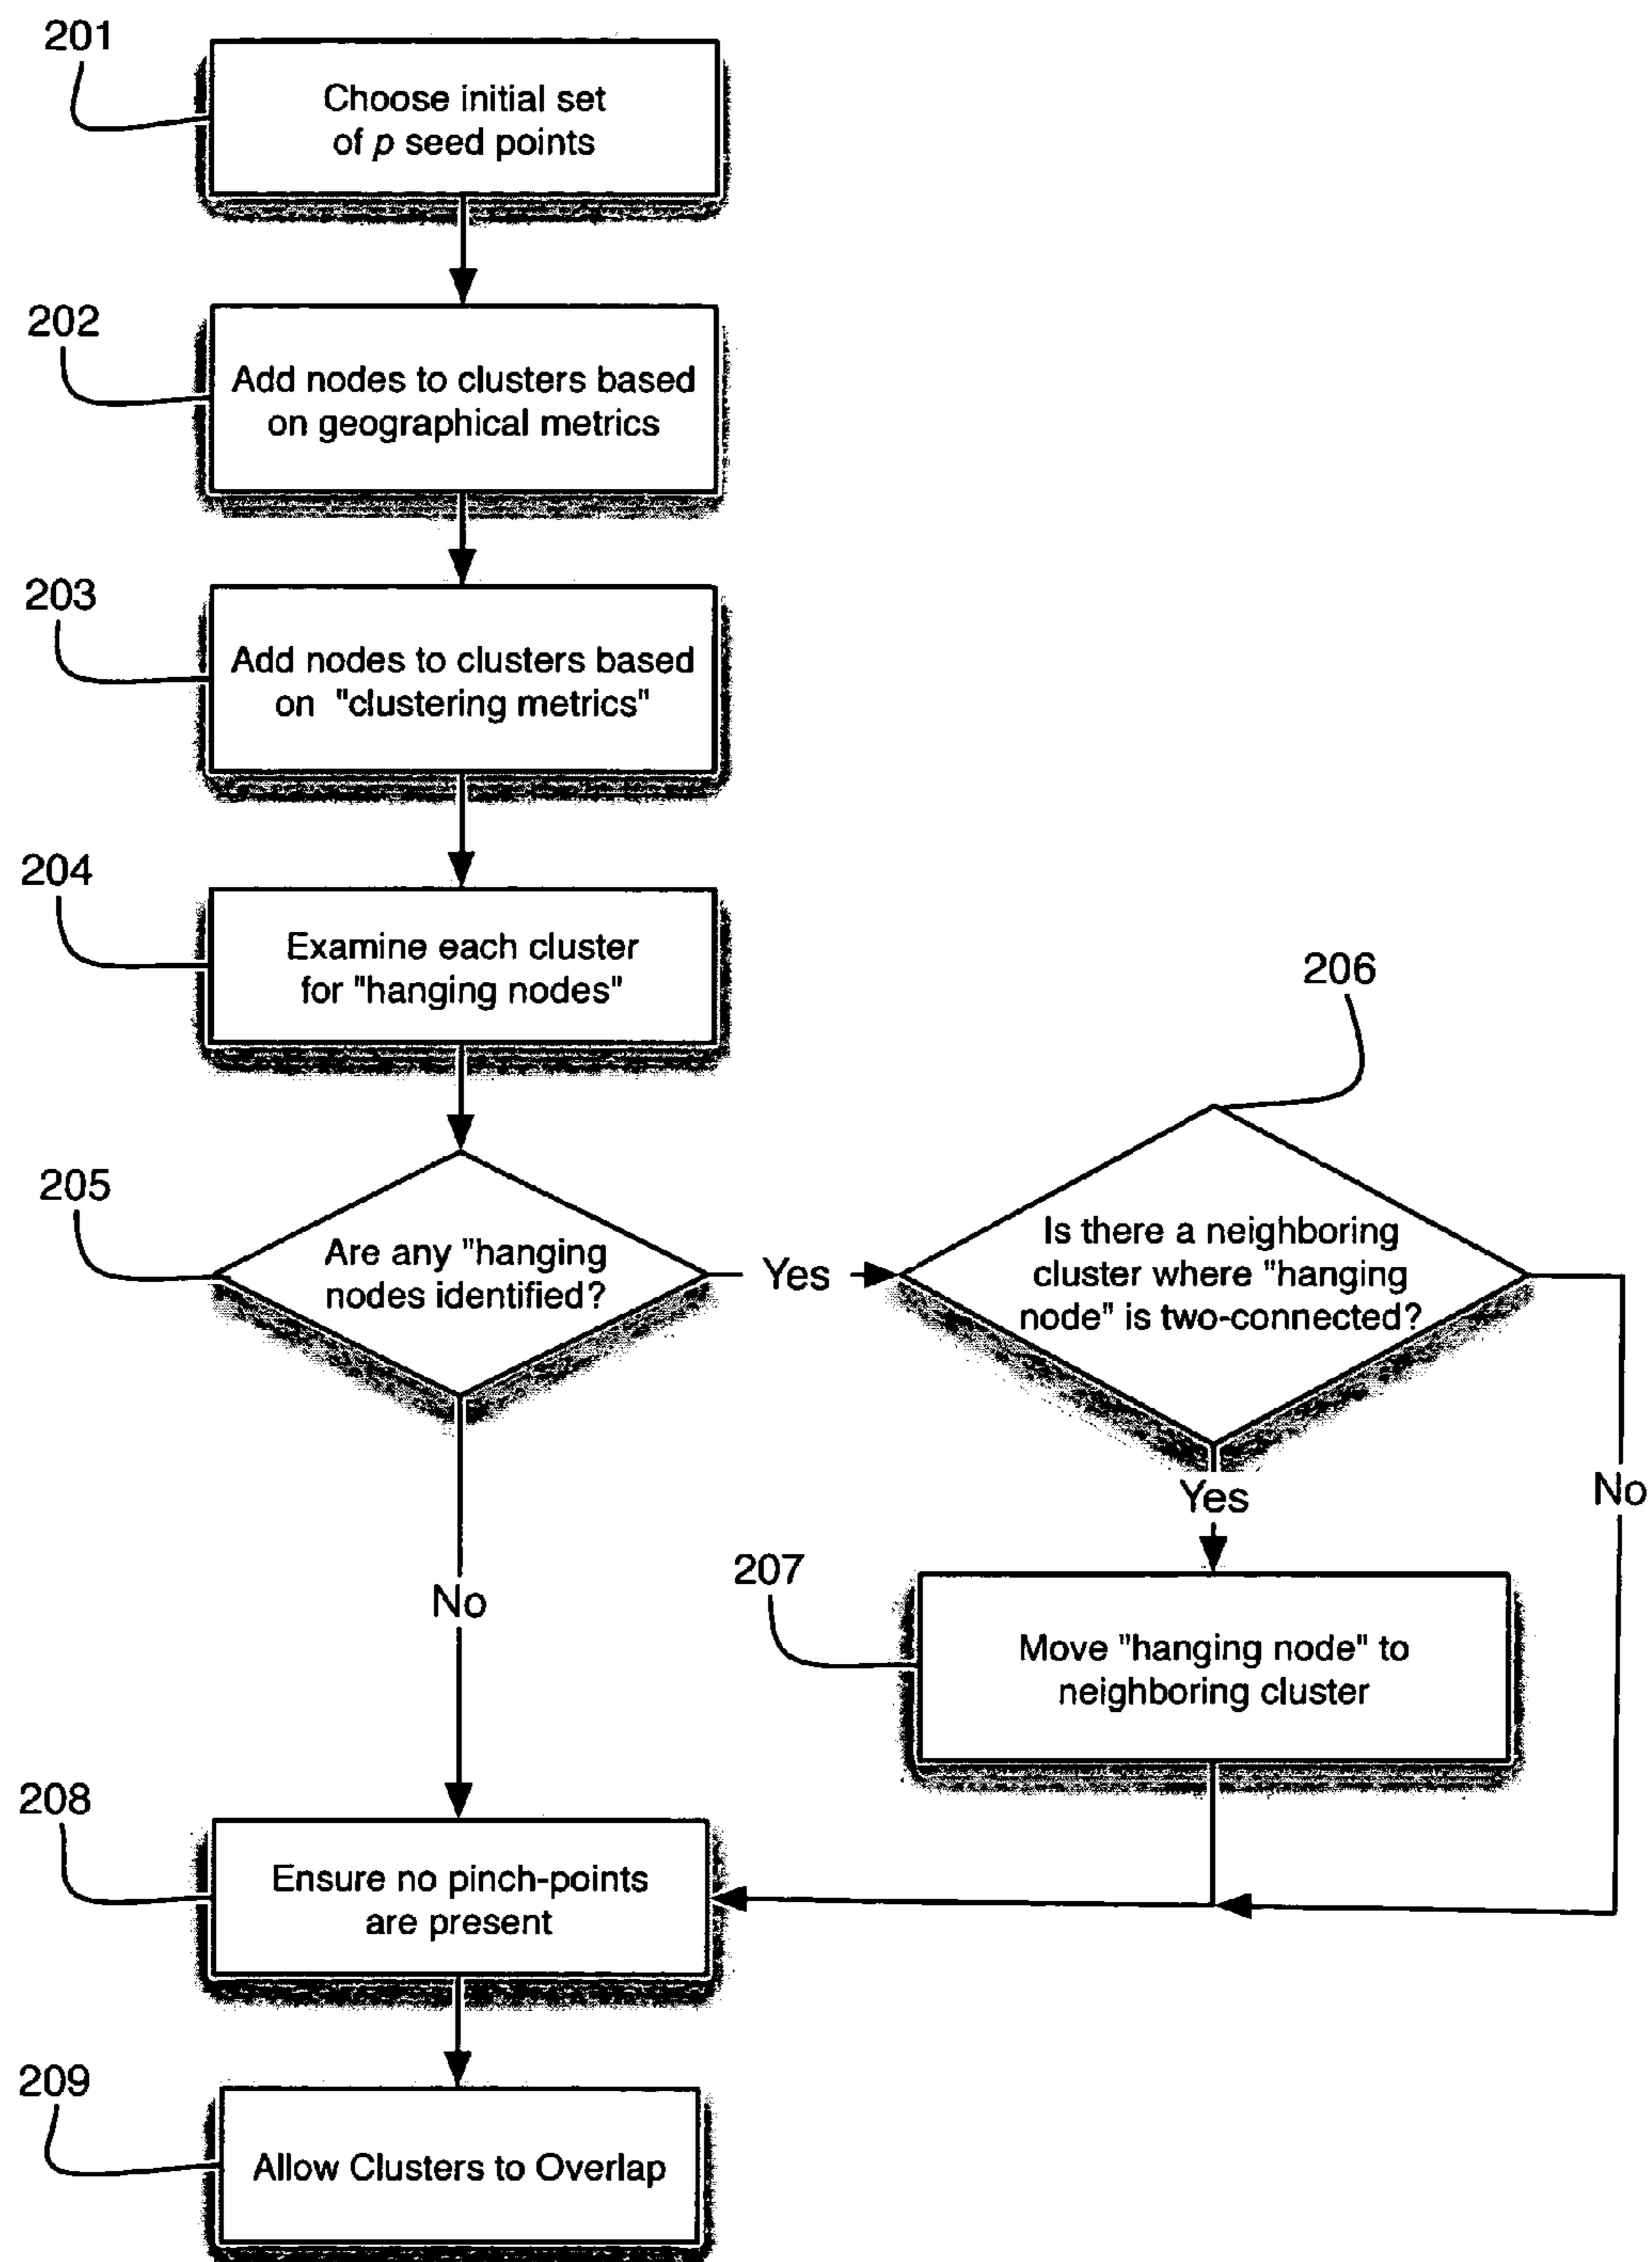 201
Choose initial set
of p seed points
202
Add nodes to clusters based
on geographical metrics
203
Add nodes to clusters based
on "clustering metrics"
204
Examine each cluster
for "hanging nodes"
205
Are any "hanging
nodes identified?
Yes
206
Is there a neighboring
cluster where "hanging
node" is two-connected?
Yes
No
207
Move "hanging node" to
neighboring cluster
No
208
Ensure no pinch-points
are present
209
Allow Clusters to Overlap